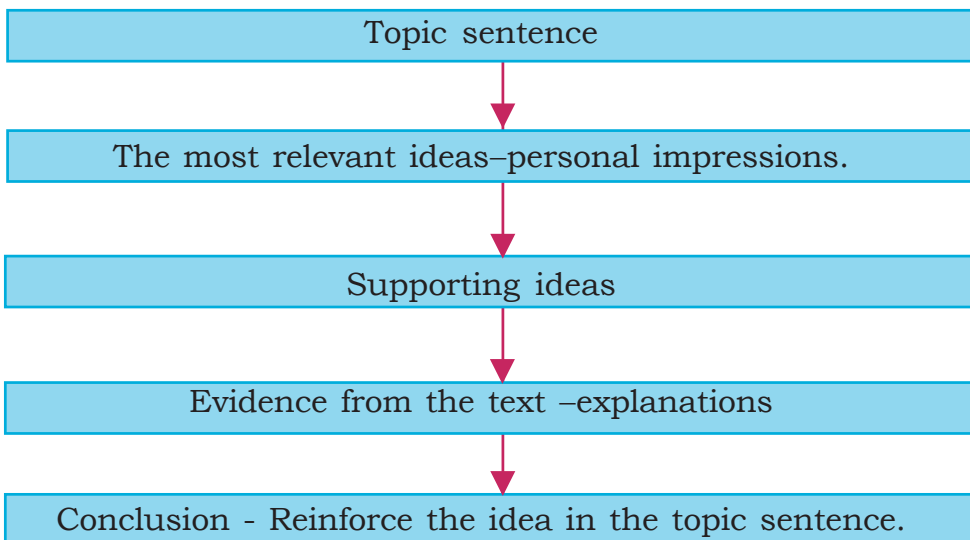 Topic sentence
The most relevant ideas–personal impressions.
Supporting ideas
Evidence from the text –explanations
Conclusion - Reinforce the idea in the topic sentence.